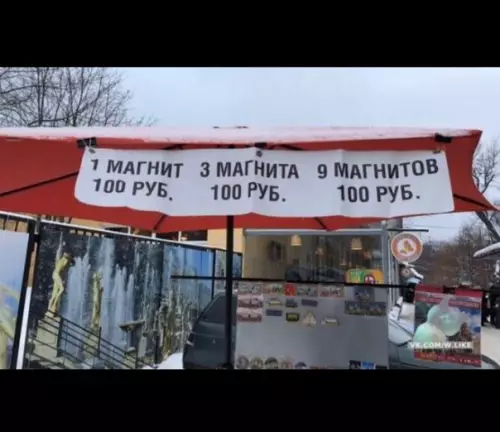 1 МАГНИТ 3 МАГНИТА 9 МАГНИТОВ
100 РУБ. 100 РУБ. 100 РУБ.
VK.COM/W.LIKE